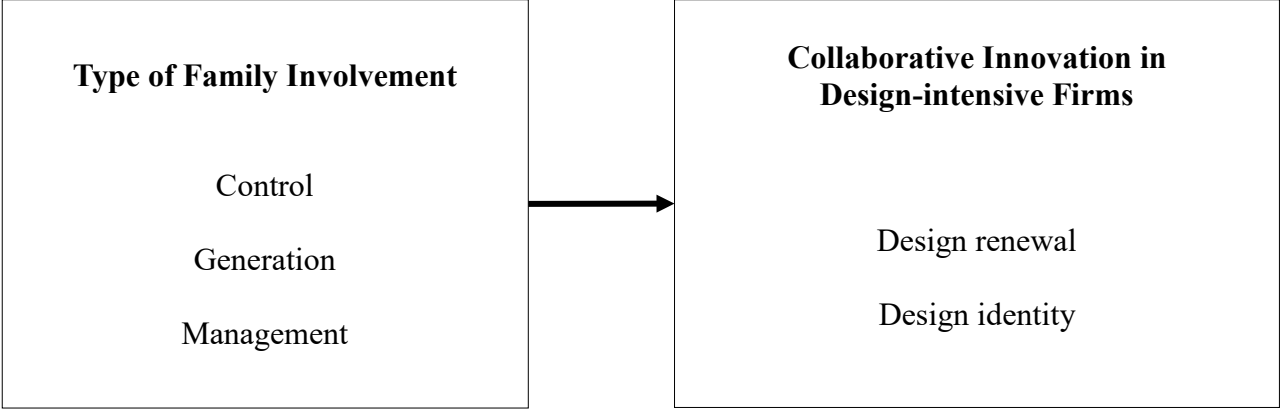 Type of Family Involvement
Control
Generation
Management
Collaborative Innovation in
Design-intensive Firms
Design renewal
Design identity